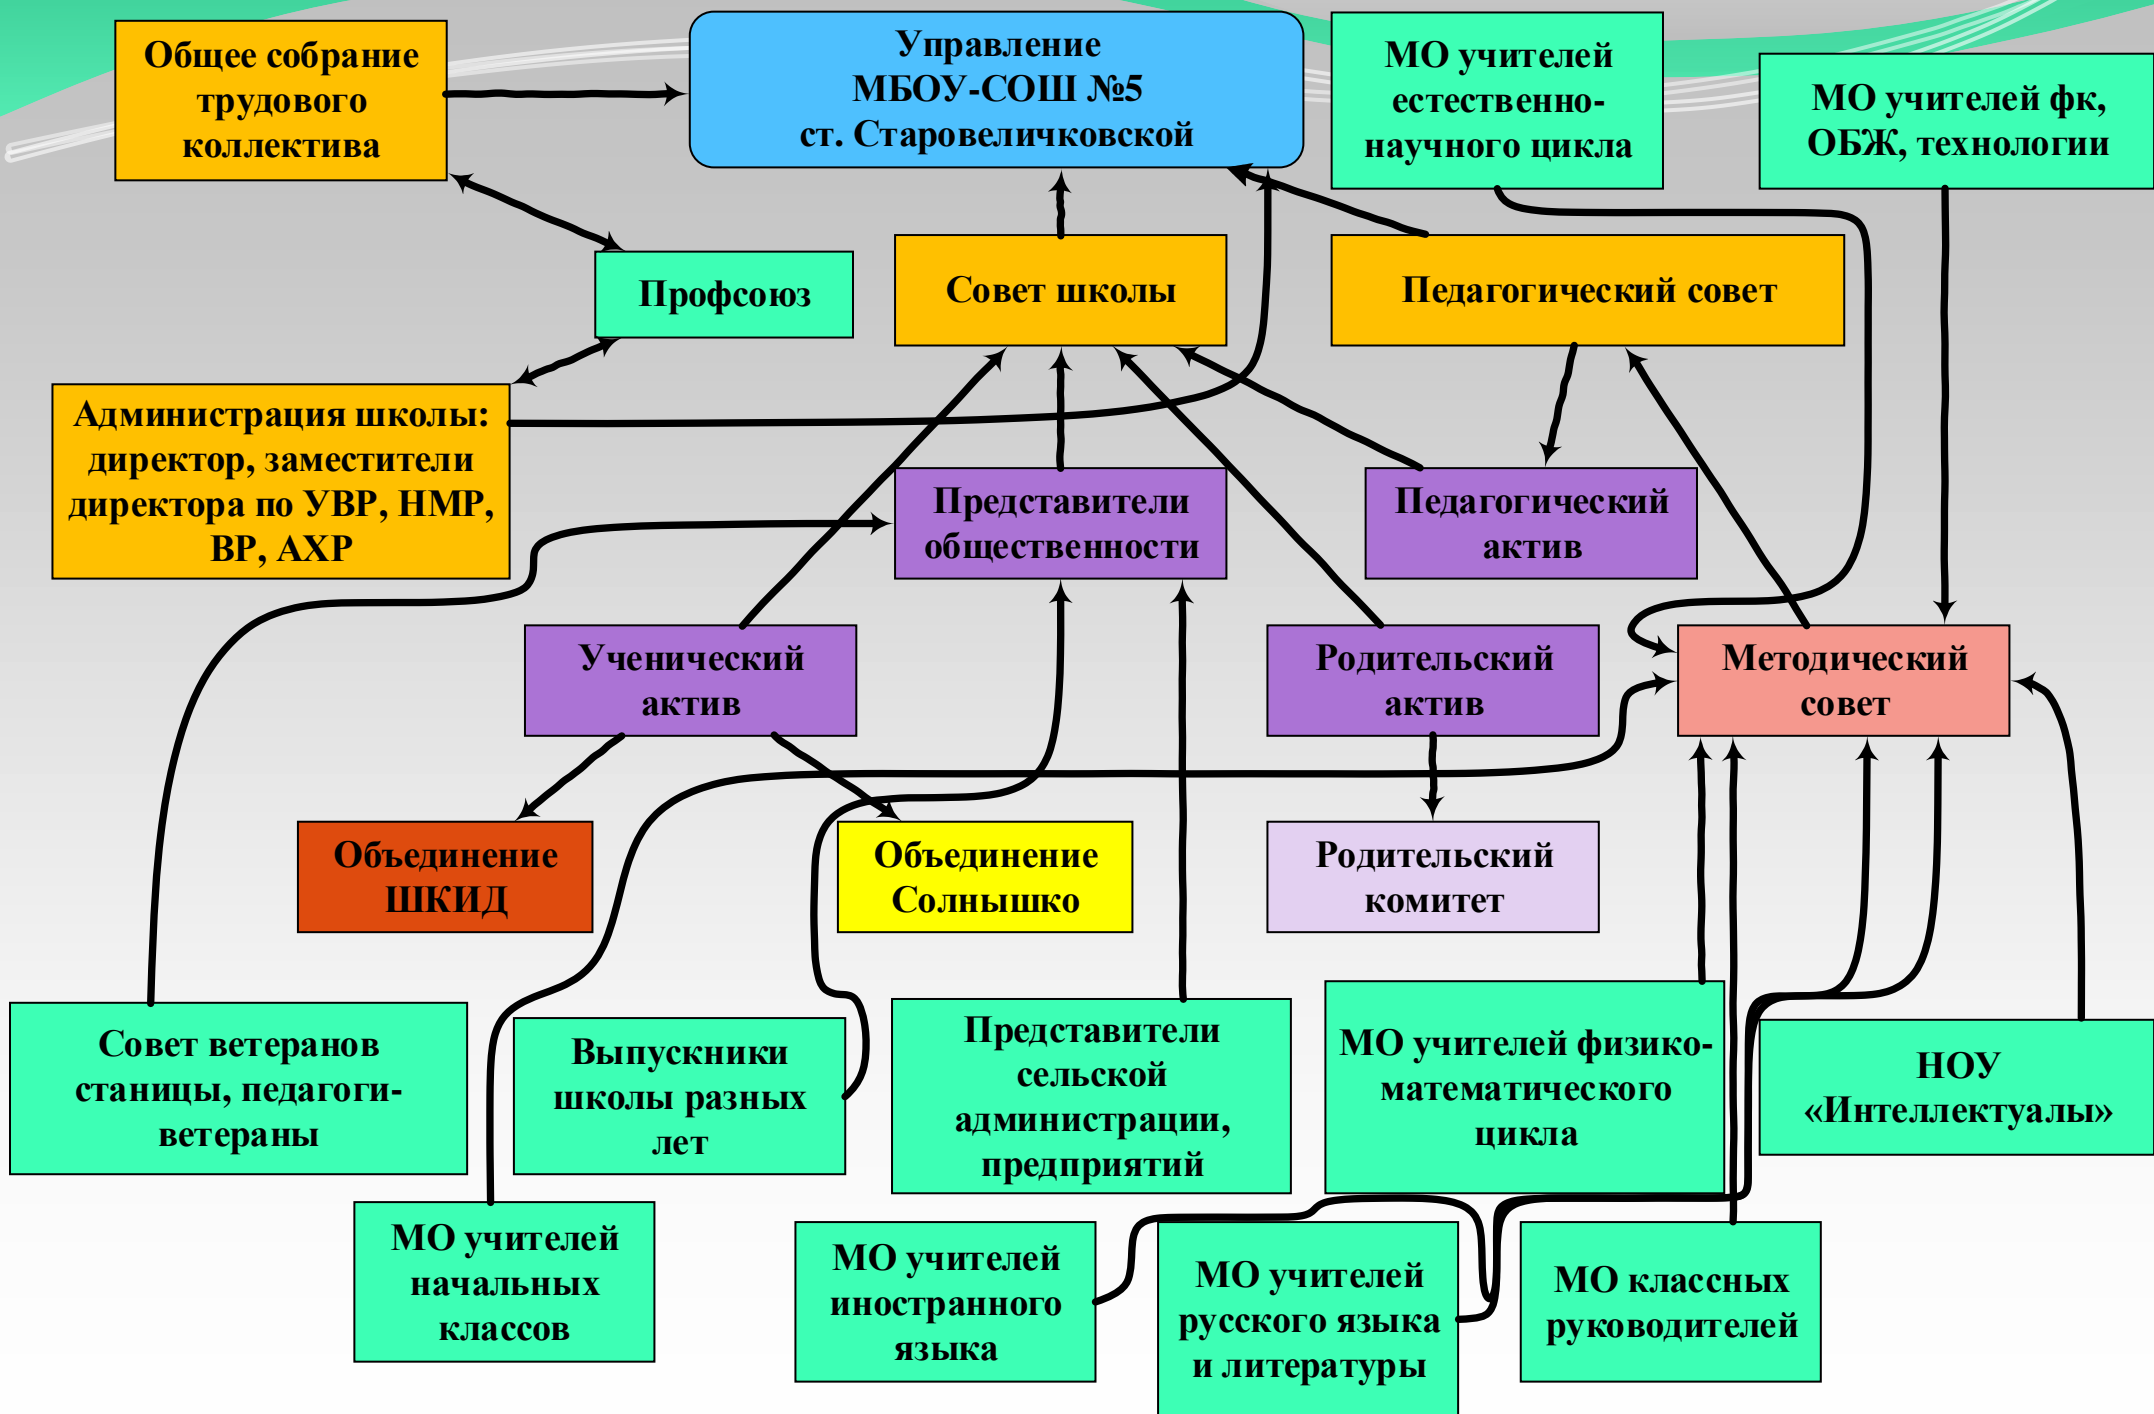 Общее собрание
трудового
коллектива
Управление
МБОУ-СОШ №5
ст. Старовеличковской
МО учителей
естественно-
научного цикла
МО учителей фк,
ОБЖ, технологии
Профсоюз
Совет школы
Педагогический совет
Администрация школы:
директор, заместители
директора по УВР, НМР,
ВР, АХР
Представители
общественности
Педагогический
актив
Ученический
актив
Родительский
актив
Методический
совет
Объединение
ШКИД
Объединение
Солнышко
Родительский
комитет
Совет ветеранов
станицы, педагоги-
ветераны
Выпускники
школы разных
лет
Представители
сельской
администрации,
предприятий
МО учителей физико-
математического
цикла
НОУ
«Интеллектуалы»
МО учителей
начальных
классов
МО учителей
иностранного
языка
МО учителей
русского языка
и литературы
МО классных
руководителей